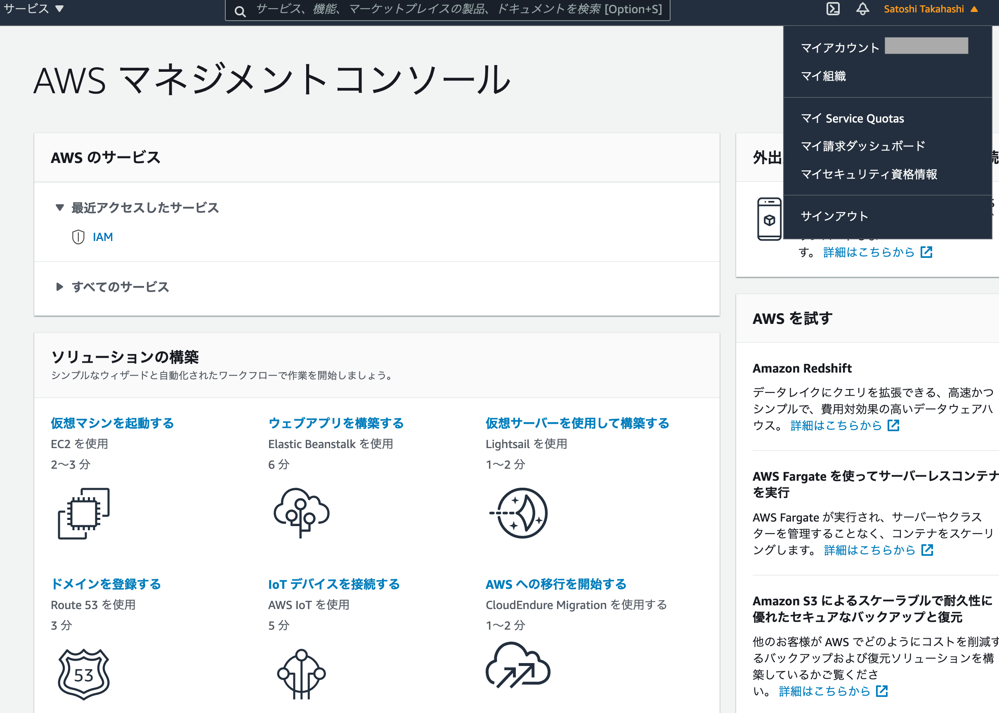 サービス
サービス、機能、マーケットプレイスの製品、ドキュメントを検索 [Option+S]
Satoshi Takahashi
マイアカウント
マイ組織
マイ Service Quotas
マイ請求ダッシュボード
マイセキュリティ資格情報
サインアウト
AWS マネジメントコンソール
AWS のサービス
最近アクセスしたサービス
IAM
すべてのサービス
ソリューションの構築
シンプルなウィザードと自動化されたワークフローで作業を開始しましょう。
仮想マシンを起動する
EC2 を使用
2〜3 分
ウェブアプリを構築する
Elastic Beanstalk を使用
6 分
仮想サーバーを使用して構築する
Lightsail を使用
1〜2 分
ドメインを登録する
Route 53 を使用
3 分
53
IoT デバイスを接続する
AWS IoT を使用
5 分
AWS への移行を開始する
CloudEndure Migration を使用する
1〜2 分
外出
す。 詳細はこちらから
AWS を試す
Amazon Redshift
データレイクにクエリを拡張できる、高速かつ
シンプルで、費用対効果の高いデータウェアハ
ウス。 詳細はこちらから
AWS Fargate を使ってサーバーレスコンテナ
を実行
AWS Fargate が実行され、サーバーやクラス
ターを管理することなく、コンテナをスケーリ
ングします。 詳細はこちらから
Amazon S3 によるスケーラブルで耐久性に
優れたセキュアなバックアップと復元
他のお客様が AWS でどのようにコストを削減す
るバックアップおよび復元ソリューションを構
築しているかご覧くださ
い。 詳細はこちらから